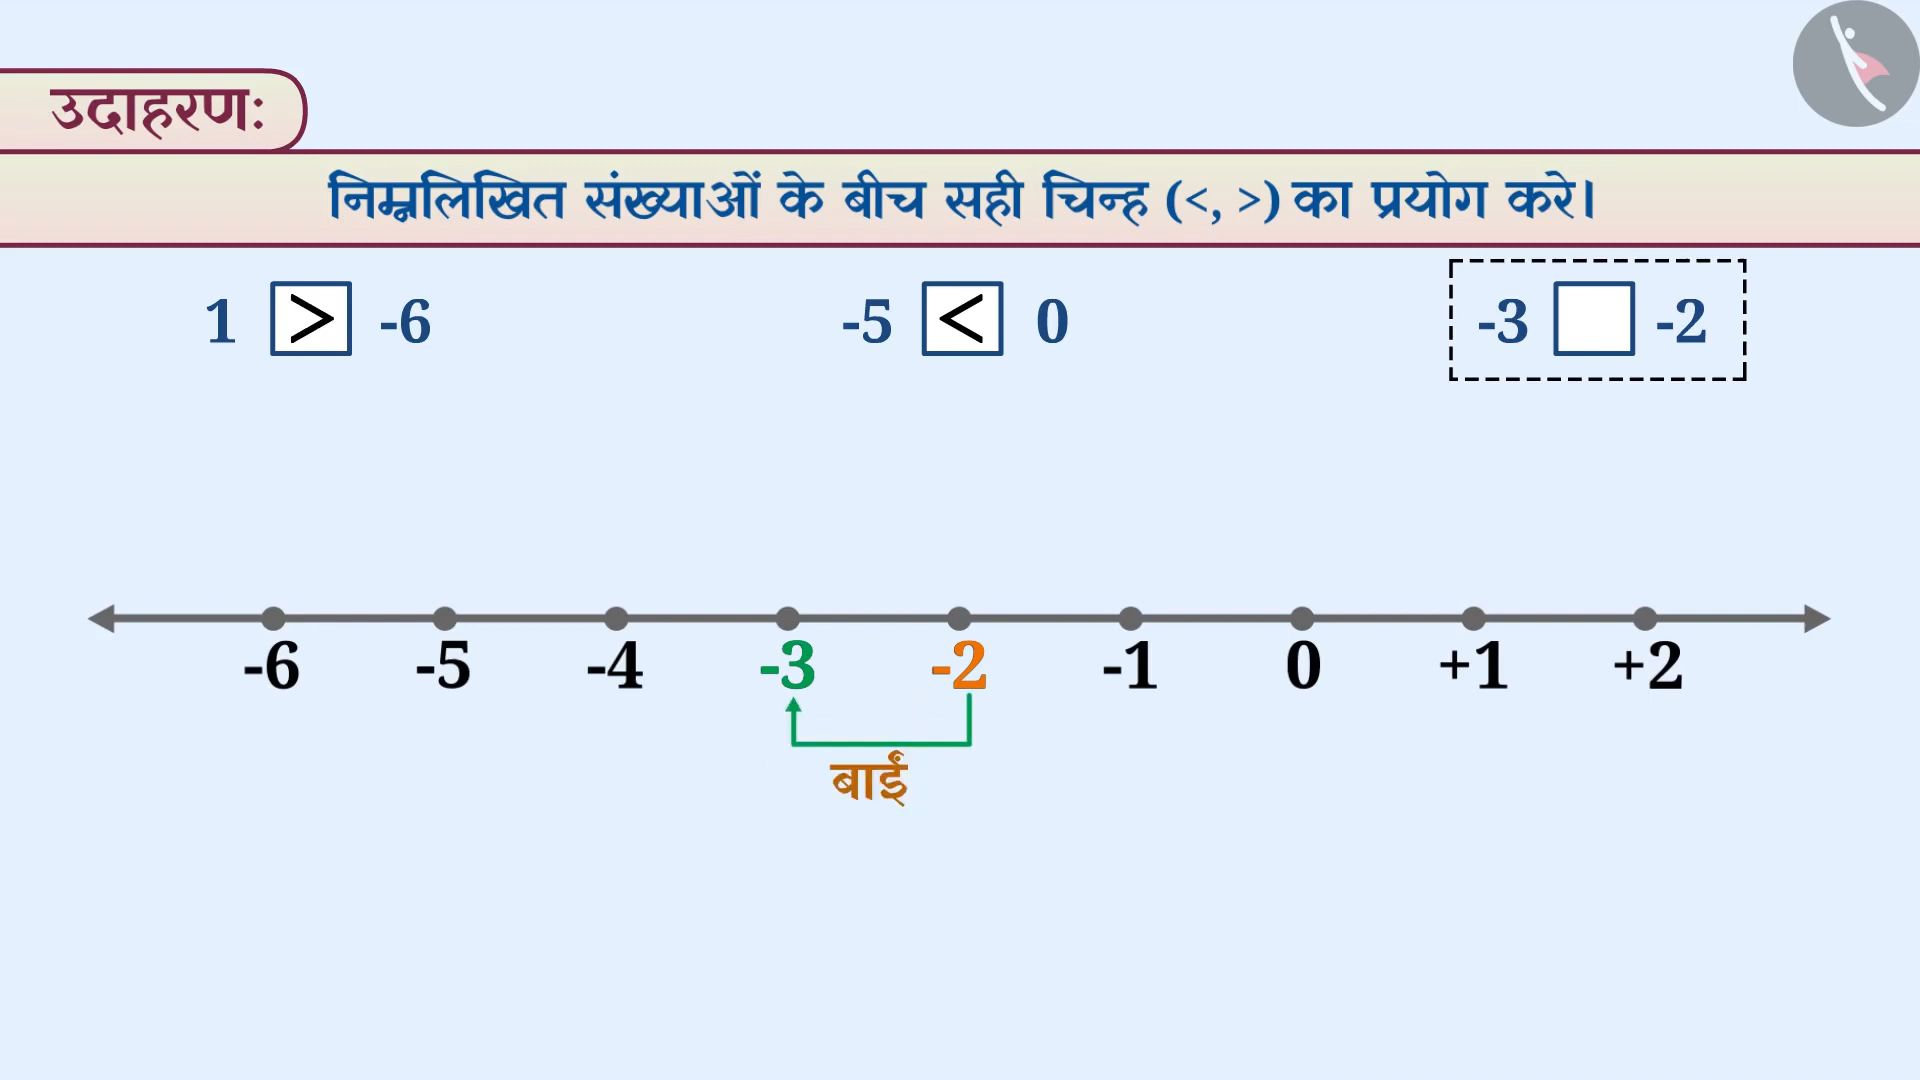 उदाहरण:
निम्नलिखित संख्याओं के बीच सही चिन्ह (<, >) का प्रयोग करे।
1 > -6 -5 < 0 -3 -2
-6 -5 -4 -3 -2 -1 0 +1 +2
बाईं